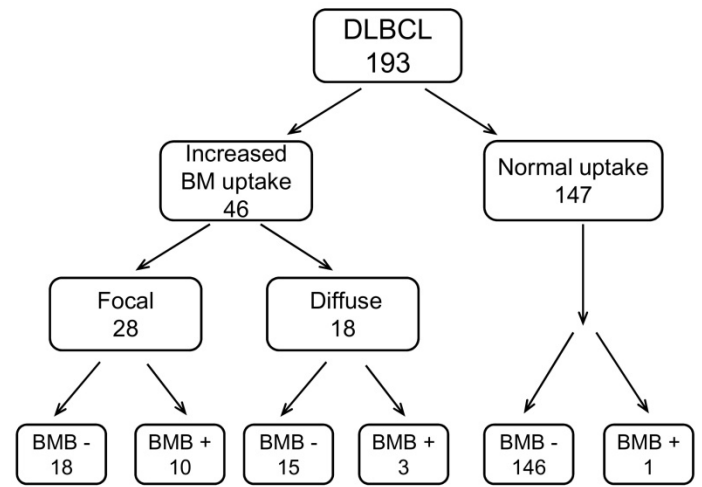 DLBCL
193
Increased
BM uptake
46
Normal uptake
147
Focal
28
Diffuse
18
BMB -
18
BMB +
10
BMB -
15
BMB +
3
BMB -
146
BMB +
1